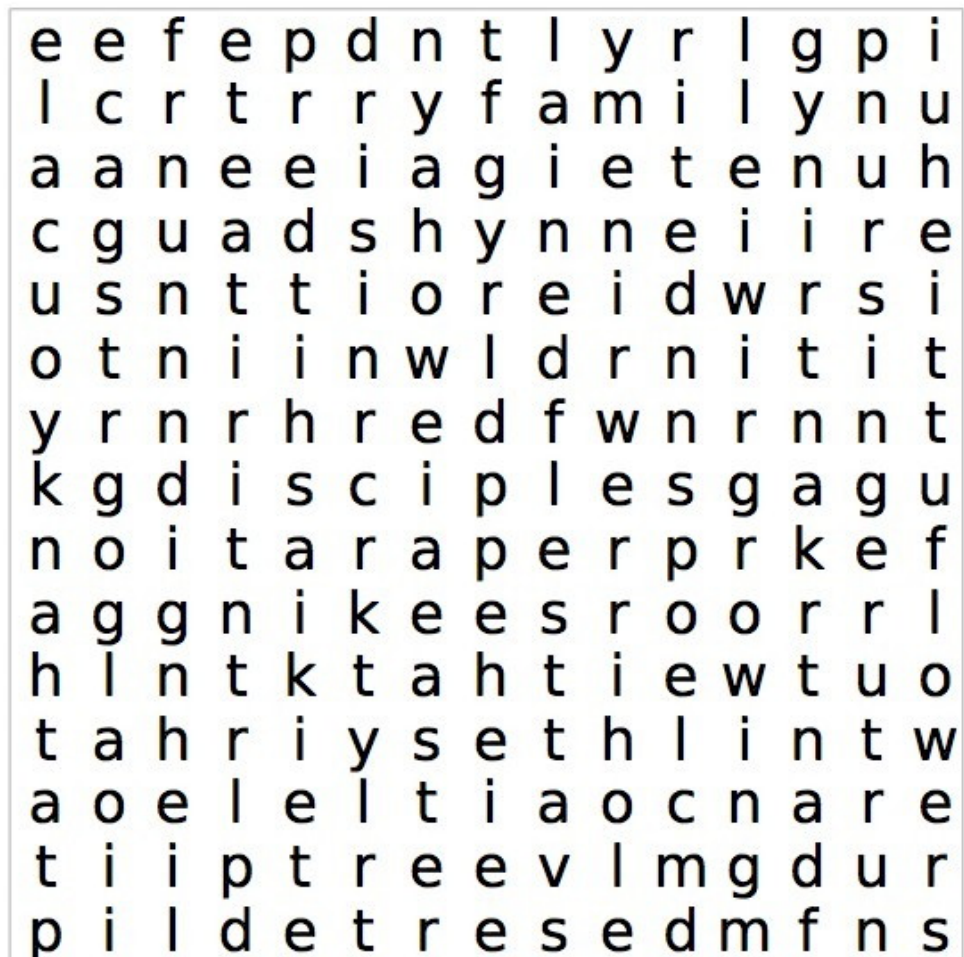 e e f e p d n t l y r l g p i
l c r t r r y f a m i l y n u
a a n e e i a g i e t e n u h
c g u a d s h y n n e i i r e
u s n t t i o r e i d w r s i
o t n i i n w l d r n i t i t
y r n r h r e d f w n r n n t
k g d i s c i p l e s g a g u
n o i t a r a p e r p r k e f
a g g n i k e e s r o o r r l
h l n t k t a h t i e w t u o
t a h r i y s e t h l i n t w
a o e l e l t i a o c n a r e
t i i p t r e e v l m g d u r
p i l d e t r e s e d m f n s